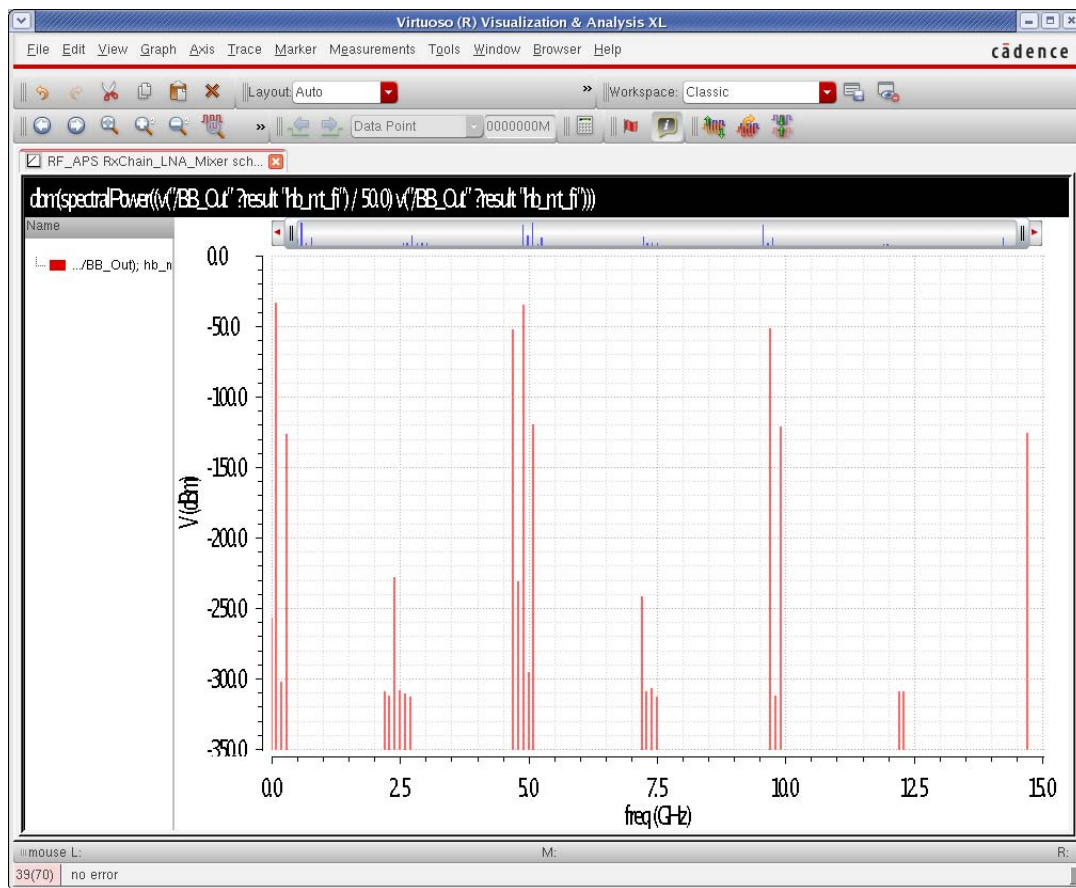 Virtuoso (R) Visualization & Analysis XL
File Edit View Graph Axis Trace Marker Measurements Tools Window Browser Help
cādence
Layout: Auto
» Workspace: Classic
» Data Point 0000000M
RF_APS RxChain_LNA_Mixer sch...
dbm(spectralPower((v("/BB_Out" ?result "hb_mt_fi") / 50.0) v("/BB_Out" ?result "hb_mt_fi")))
Name
.../BB_Out); hb_n
0.0
-50.0
-100.0
-150.0
-200.0
-250.0
-300.0
-350.0
V (dBm)
0.0 2.5 5.0 7.5 10.0 12.5 15.0
freq (GHz)
mouse L: M: R:
39(70) no error